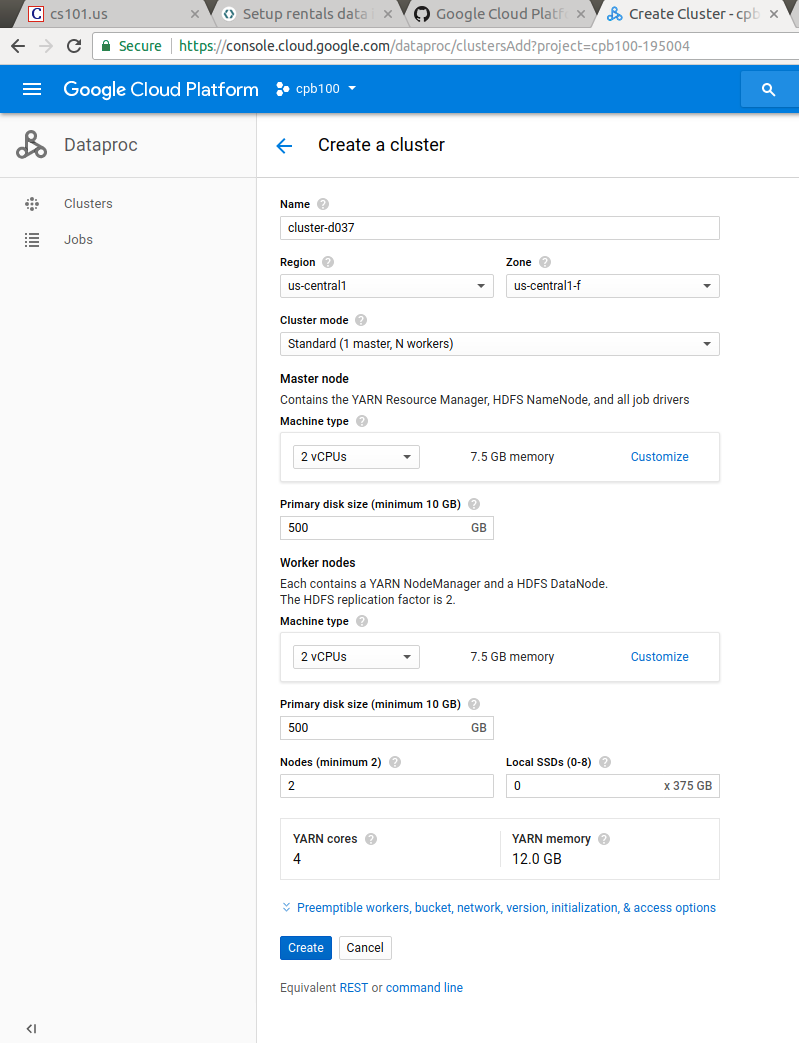 cs101.us
Setup rentals data
Google Cloud Platf
Create Cluster - cpb
Secure https://console.cloud.google.com/dataproc/clustersAdd?project=cpb100-195004
Google Cloud Platform cpb100
Dataproc
Create a cluster
Clusters
Jobs
Name
cluster-d037
Region Zone
us-central1 us-central1-f
Cluster mode
Standard (1 master, N workers)
Master node
Contains the YARN Resource Manager, HDFS NameNode, and all job drivers
Machine type
2 vCPUs 7.5 GB memory Customize
Primary disk size (minimum 10 GB)
500 GB
Worker nodes
Each contains a YARN NodeManager and a HDFS DataNode.
The HDFS replication factor is 2.
Machine type
2 vCPUs 7.5 GB memory Customize
Primary disk size (minimum 10 GB)
500 GB
Nodes (minimum 2) Local SSDs (0-8)
2 0 x 375 GB
YARN cores YARN memory
4 12.0 GB
Preemptible workers, bucket, network, version, initialization, & access options
Create Cancel
Equivalent REST or command line